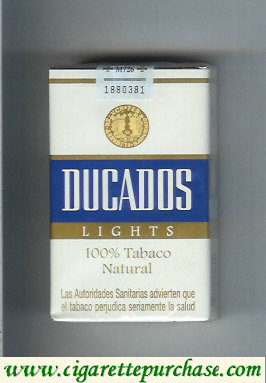 M726
1880381
DUCADOS
LIGHTS
100% Tabaco
Natural
Las Autoridades Sanitarias advierten que
el tabaco perjudica seriamente la salud
www.cigarettepurchase.com